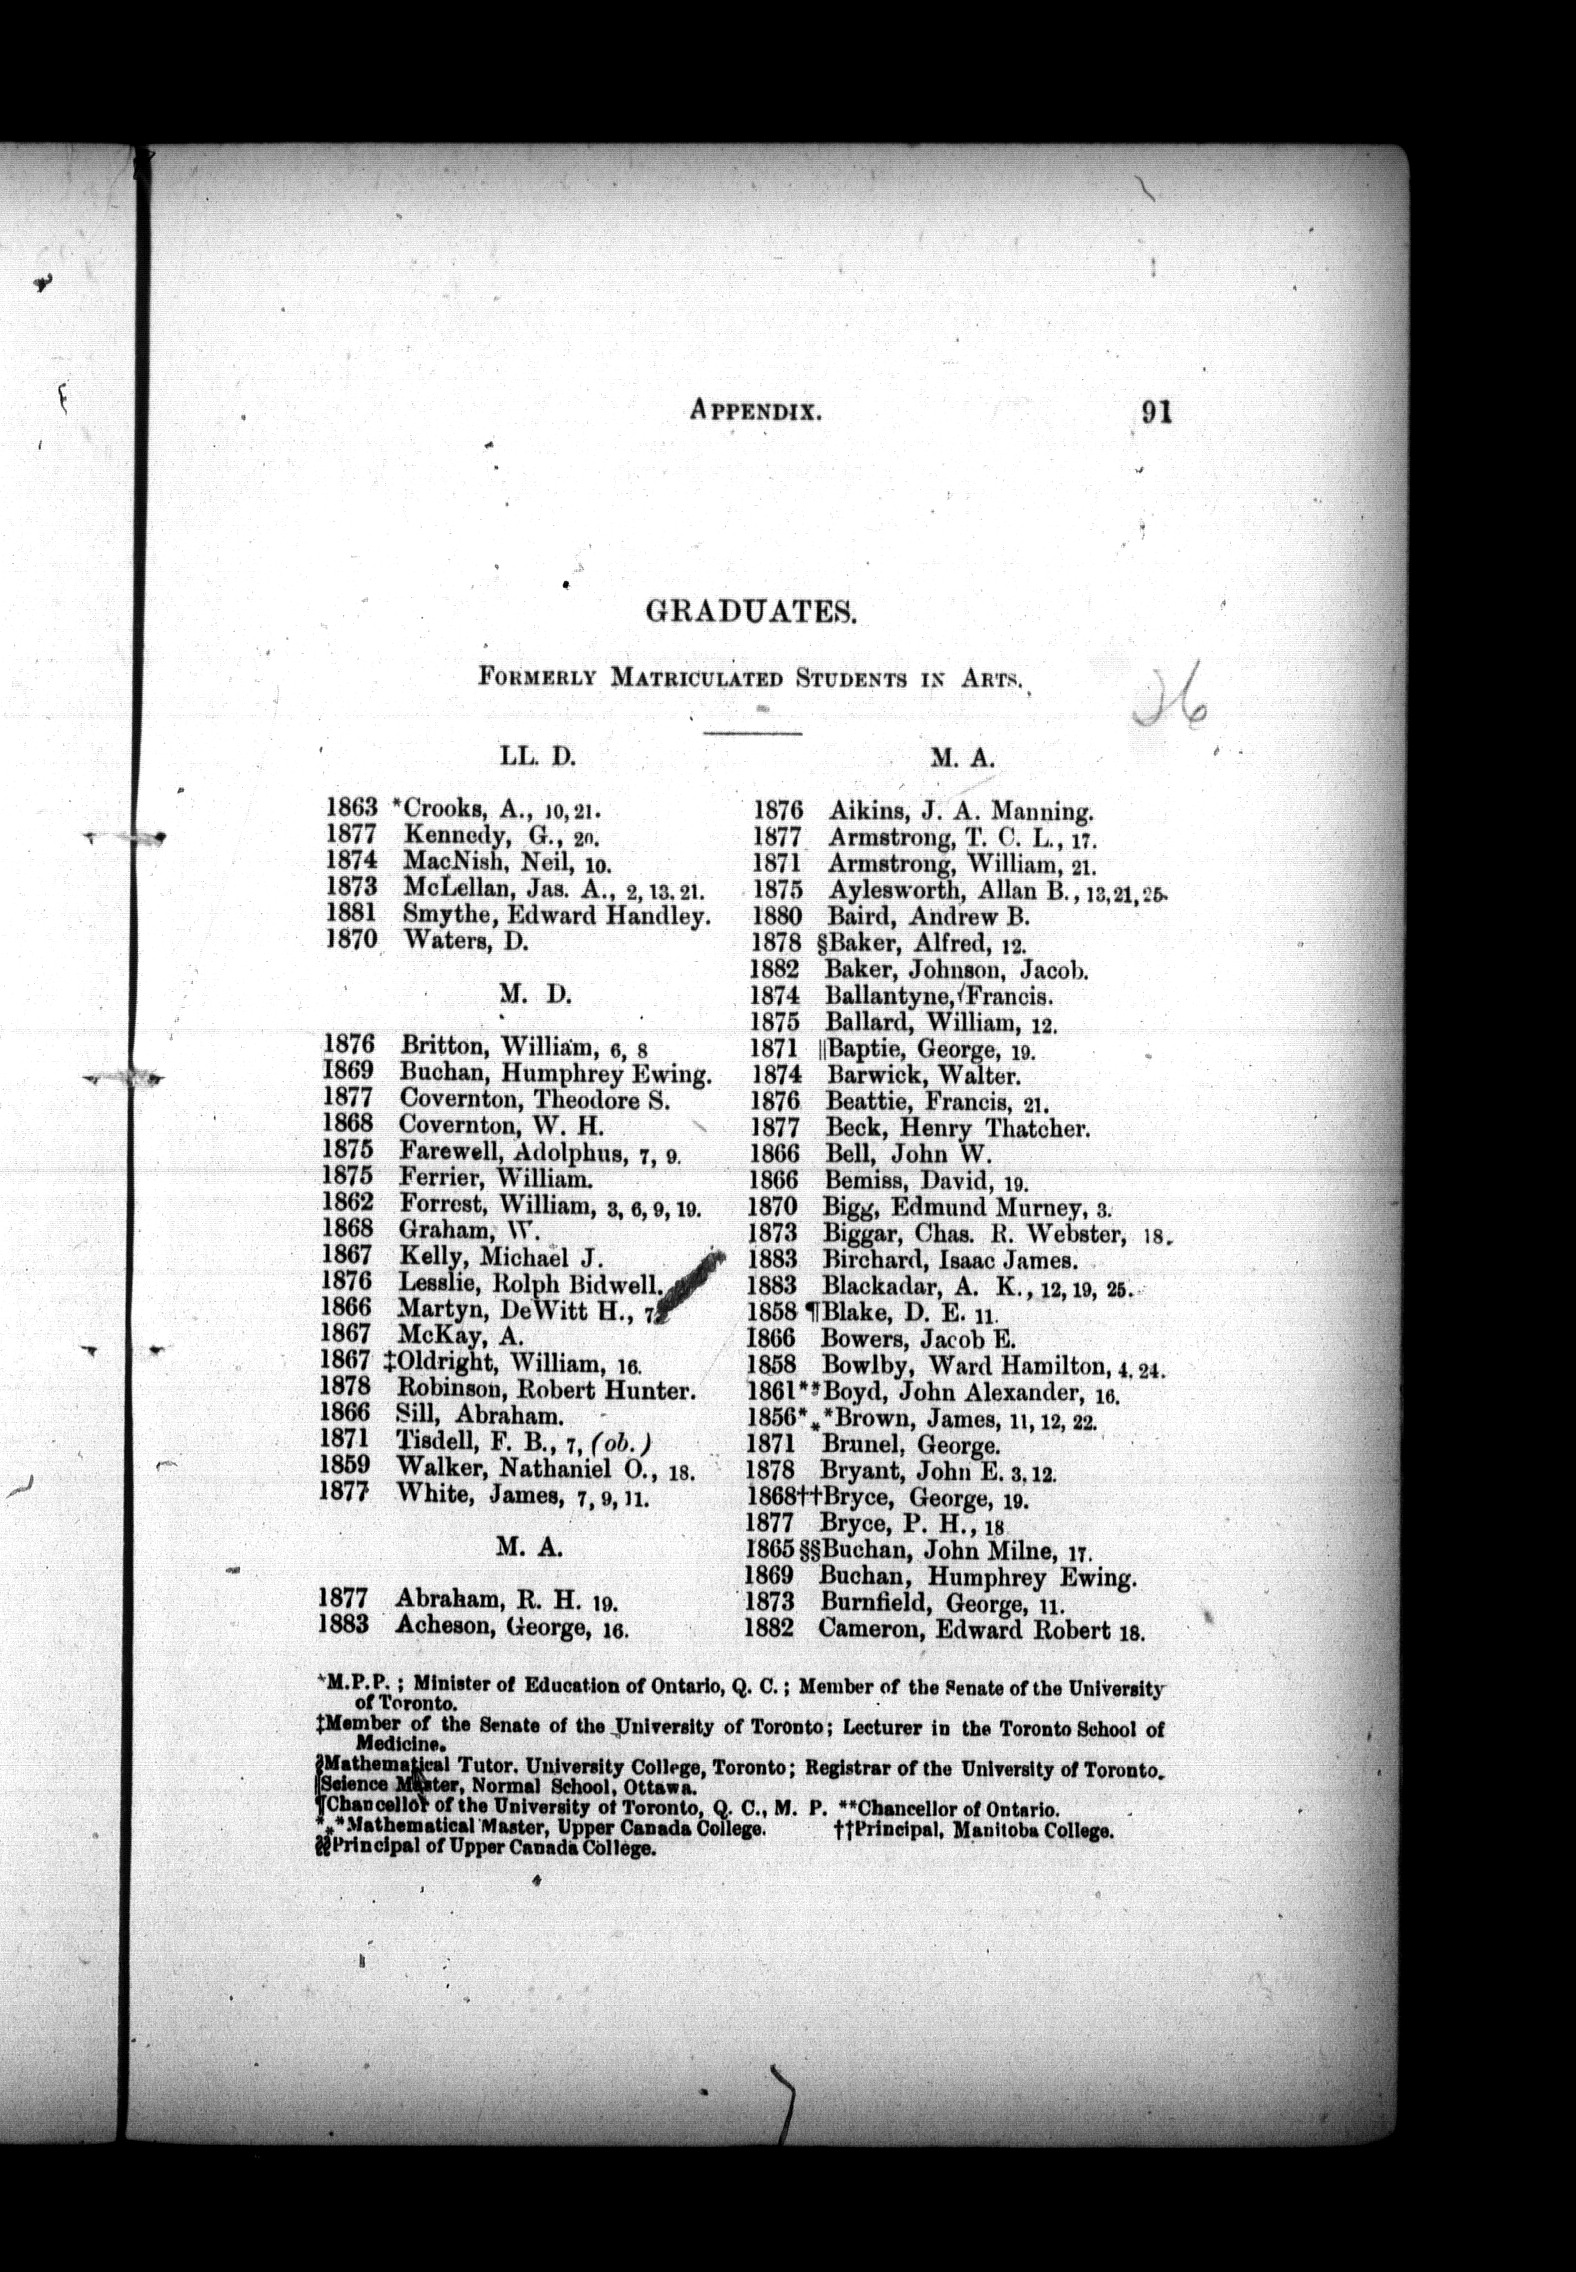 APPENDIX.
91
GRADUATES.
FORMERLY MATRICULATED STUDENTS IN ARTS.
26
LL. D.
1863 *Crooks, A., 10, 21.
1877 Kennedy, G., 20.
1874 MacNish, Neil, 10.
1873 McLellan, Jas. A., 2, 13. 21.
1881 Smythe, Edward Handley.
1870 Waters, D.
M. D.
1876 Britton, William, 6, 8
1869 Buchan, Humphrey Ewing.
1877 Covernton, Theodore S.
1868 Covernton, W. H.
1875 Farewell, Adolphus, 7, 9.
1875 Ferrier, William.
1862 Forrest, William, 3, 6, 9, 19.
1868 Graham, W.
1867 Kelly, Michael J.
1876 Lesslie, Rolph Bidwell.
1866 Martyn, DeWitt H., 7
1867 McKay, A.
1867 ‡Oldright, William, 16.
1878 Robinson, Robert Hunter.
1866 Sill, Abraham.
1871 Tisdell, F. B., 7, (ob.)
1859 Walker, Nathaniel O., 18.
1877 White, James, 7, 9, 11.
M. A.
1877 Abraham, R. H. 19.
1883 Acheson, George, 16.
M. A.
1876 Aikins, J. A. Manning.
1877 Armstrong, T. C. L., 17.
1871 Armstrong, William, 21.
1875 Aylesworth, Allan B., 13, 21, 25.
1880 Baird, Andrew B.
1878 §Baker, Alfred, 12.
1882 Baker, Johnson, Jacob.
1874 Ballantyne, Francis.
1875 Ballard, William, 12.
1871 ||Baptie, George, 19.
1874 Barwick, Walter.
1876 Beattie, Francis, 21.
1877 Beck, Henry Thatcher.
1866 Bell, John W.
1866 Bemiss, David, 19.
1870 Bigg, Edmund Murney, 3.
1873 Biggar, Chas. R. Webster, 18.
1883 Birchard, Isaac James.
1883 Blackadar, A. K., 12, 19, 25.
1858 ¶Blake, D. E. 11.
1866 Bowers, Jacob E.
1858 Bowlby, Ward Hamilton, 4, 24.
1861 **Boyd, John Alexander, 16.
1856 *⁎*Brown, James, 11, 12, 22.
1871 Brunel, George.
1878 Bryant, John E. 3, 12.
1868 ††Bryce, George, 19.
1877 Bryce, P. H., 18
1865 §§Buchan, John Milne, 17.
1869 Buchan, Humphrey Ewing.
1873 Burnfield, George, 11.
1882 Cameron, Edward Robert 18.
*M.P.P. ; Minister of Education of Ontario, Q. C. ; Member of the Senate of the University
of Toronto.
‡Member of the Senate of the University of Toronto; Lecturer in the Toronto School of
Medicine.
§Mathematical Tutor. University College, Toronto; Registrar of the University of Toronto.
||Science Master, Normal School, Ottawa.
¶Chancellor of the University of Toronto, Q. C., M. P. **Chancellor of Ontario.
*⁎*Mathematical Master, Upper Canada College. ††Principal, Manitoba College.
§§Principal of Upper Canada College.